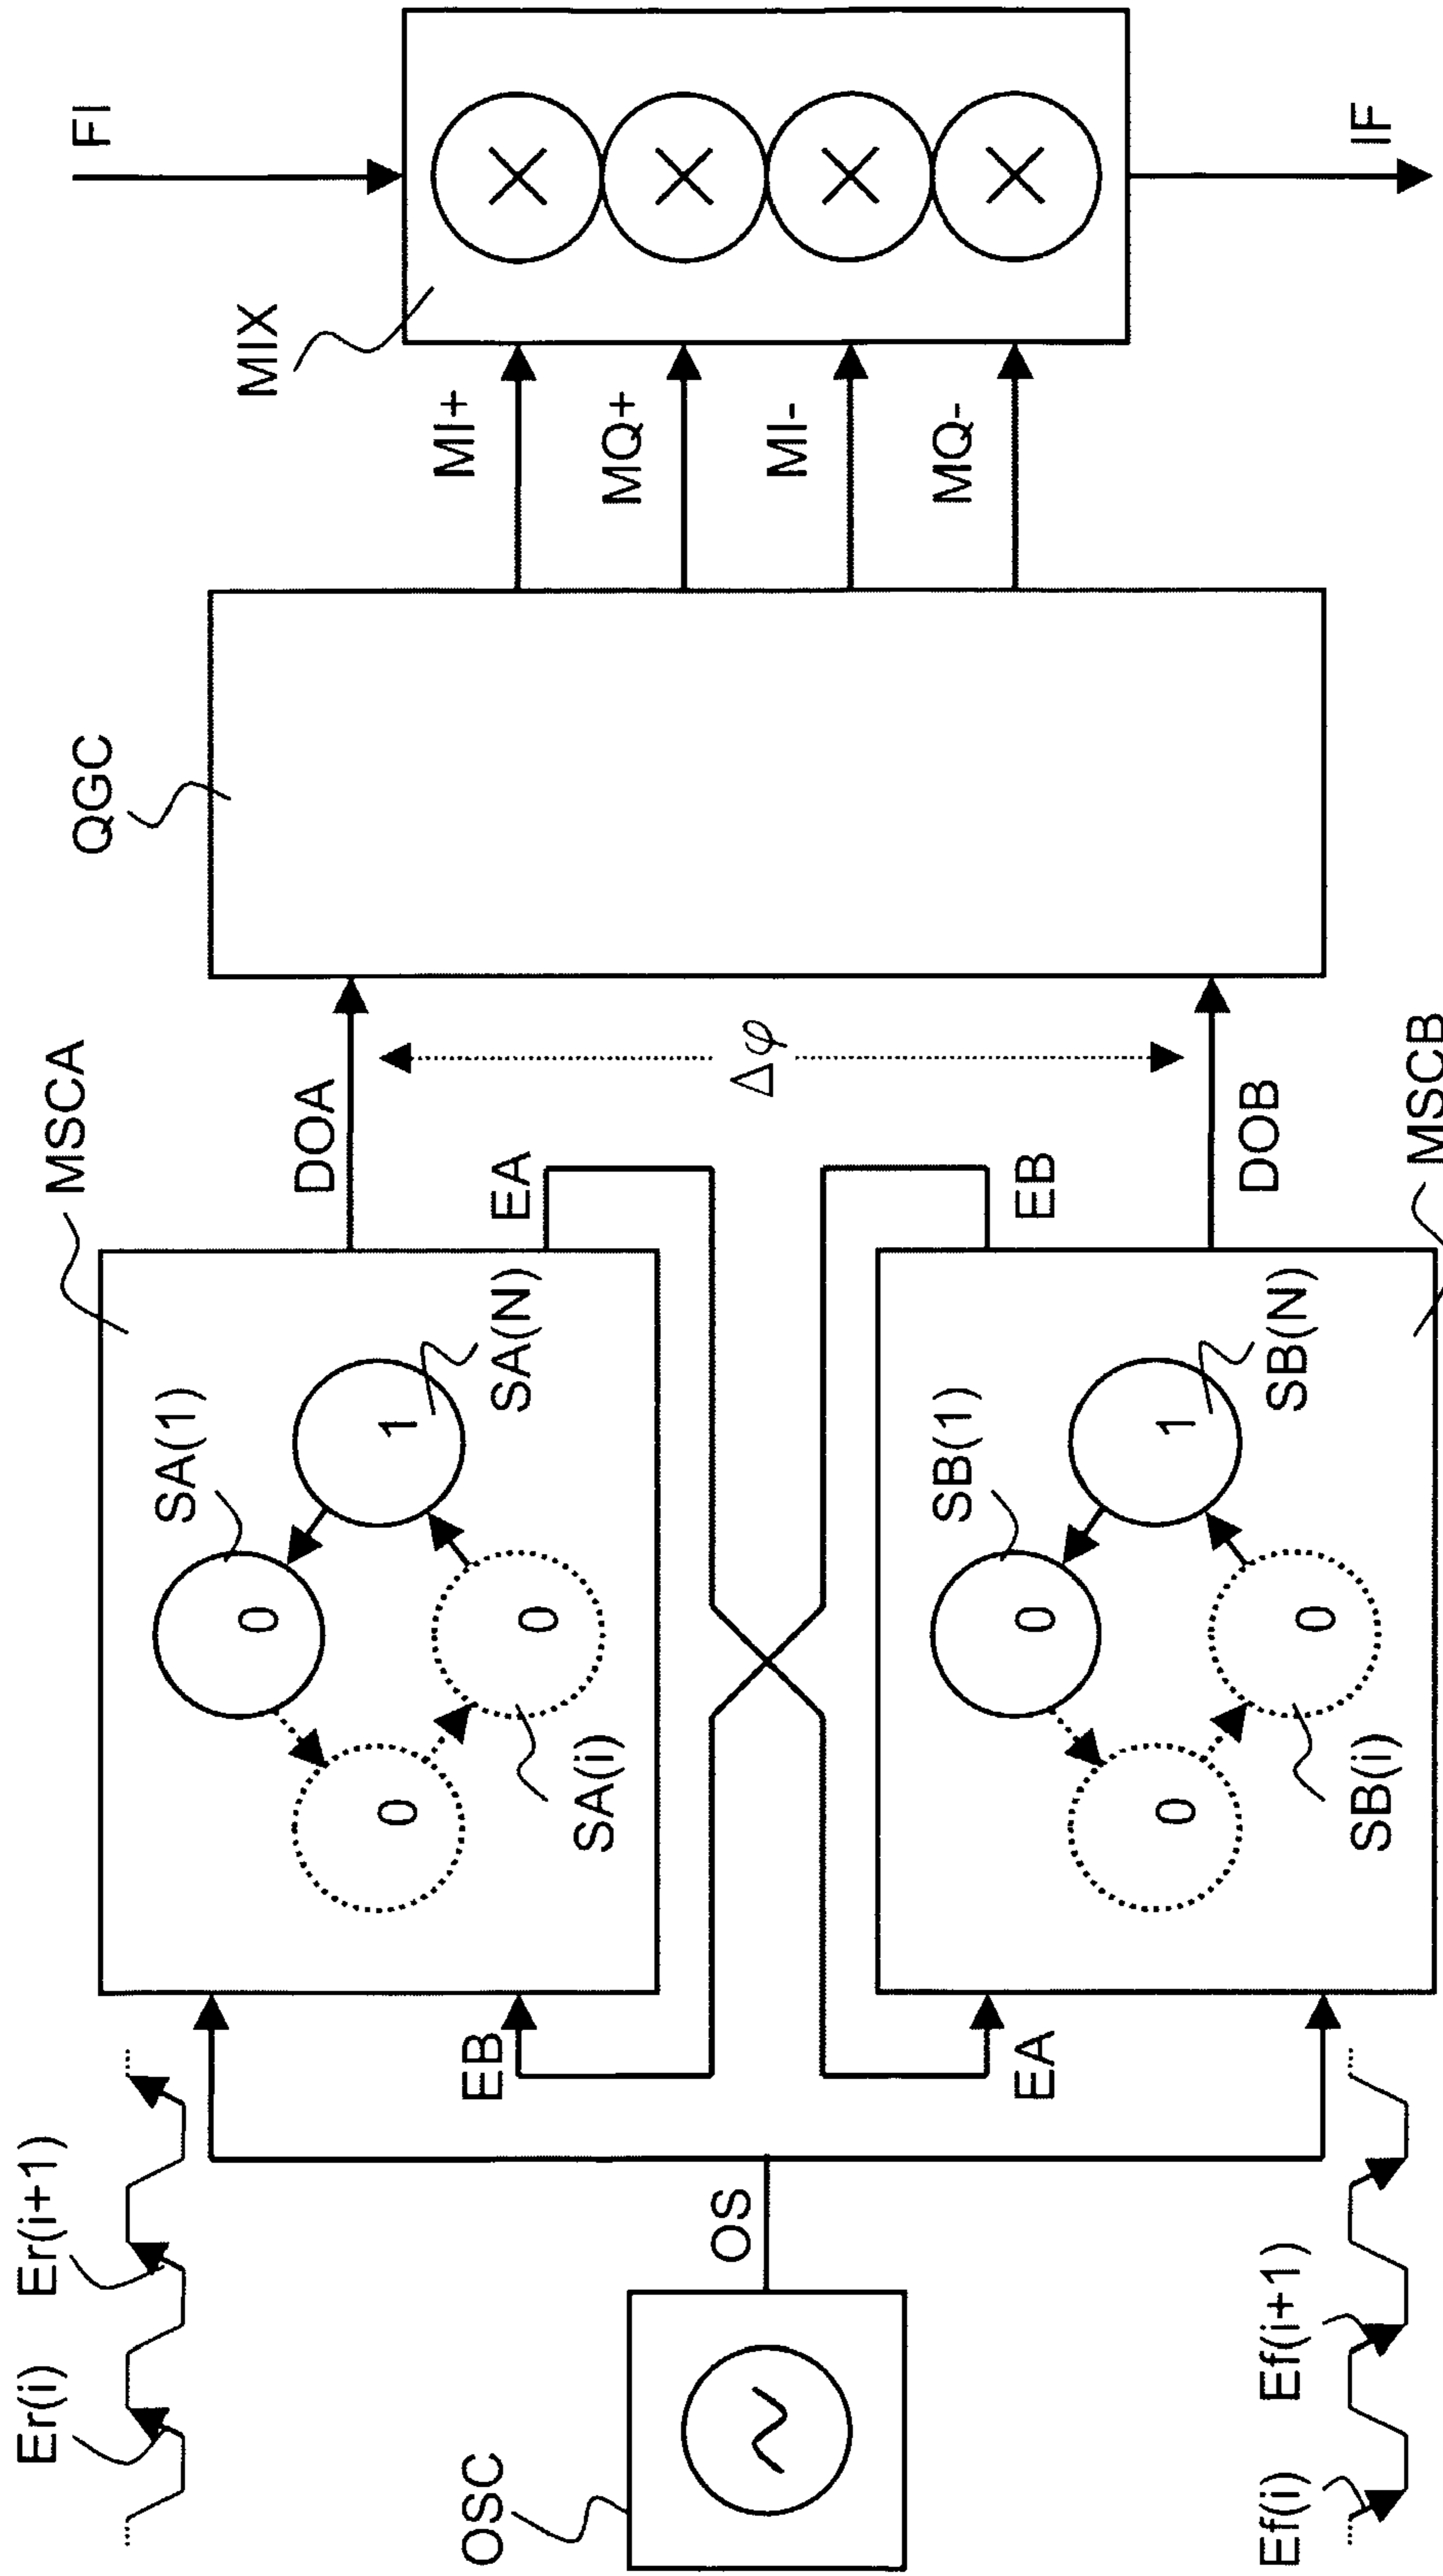 Er(i)
Er(i+1)
OSC
OS
Ef(i)
Ef(i+1)
EB
EA
MSCA
SA(1)
0
0
0
1
SA(i)
SA(N)
SB(1)
0
0
0
1
SB(i)
SB(N)
MSCB
DOA
EA
EB
DOB
Δφ
QGC
MI+
MQ+
MI-
MQ-
MIX
FI
IF